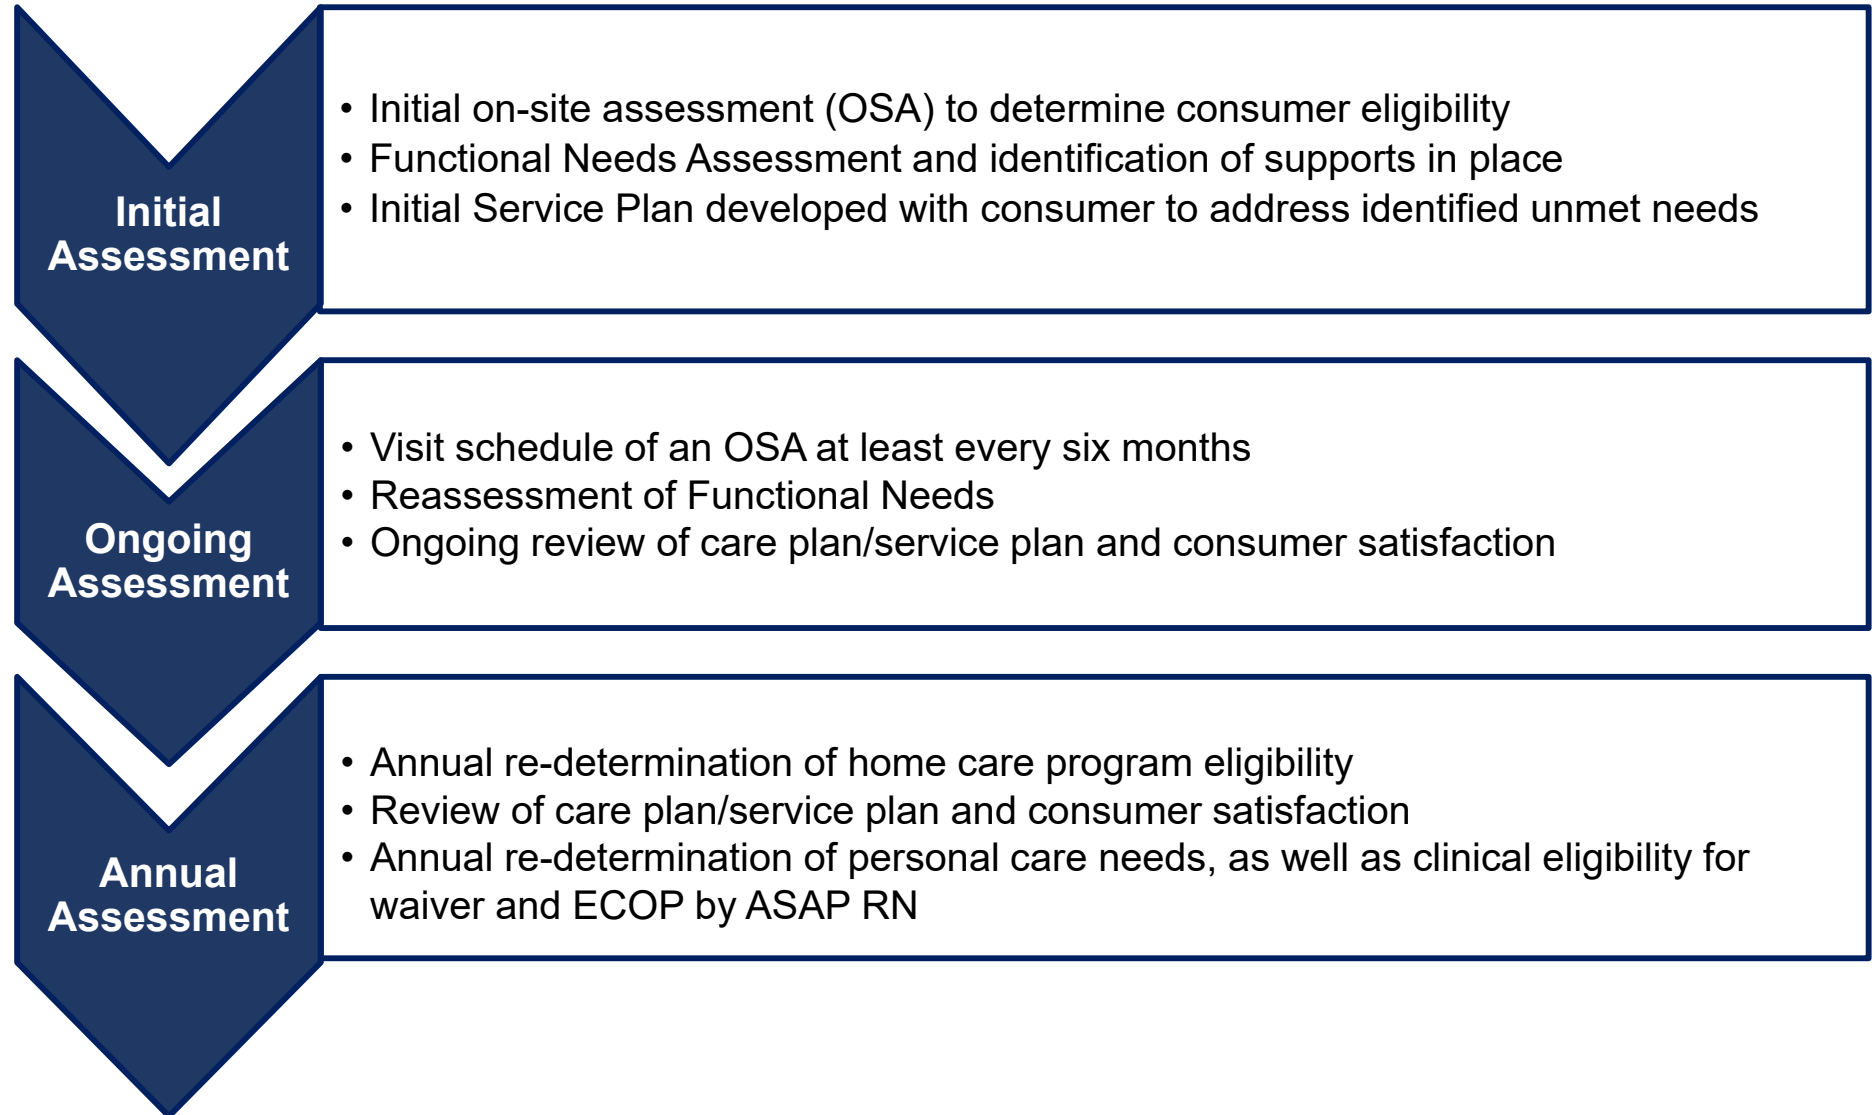 Initial
Assessment
• Initial on-site assessment (OSA) to determine consumer eligibility
• Functional Needs Assessment and identification of supports in place
• Initial Service Plan developed with consumer to address identified unmet needs
Ongoing
Assessment
• Visit schedule of an OSA at least every six months
• Reassessment of Functional Needs
• Ongoing review of care plan/service plan and consumer satisfaction
Annual
Assessment
• Annual re-determination of home care program eligibility
• Review of care plan/service plan and consumer satisfaction
• Annual re-determination of personal care needs, as well as clinical eligibility for
waiver and ECOP by ASAP RN